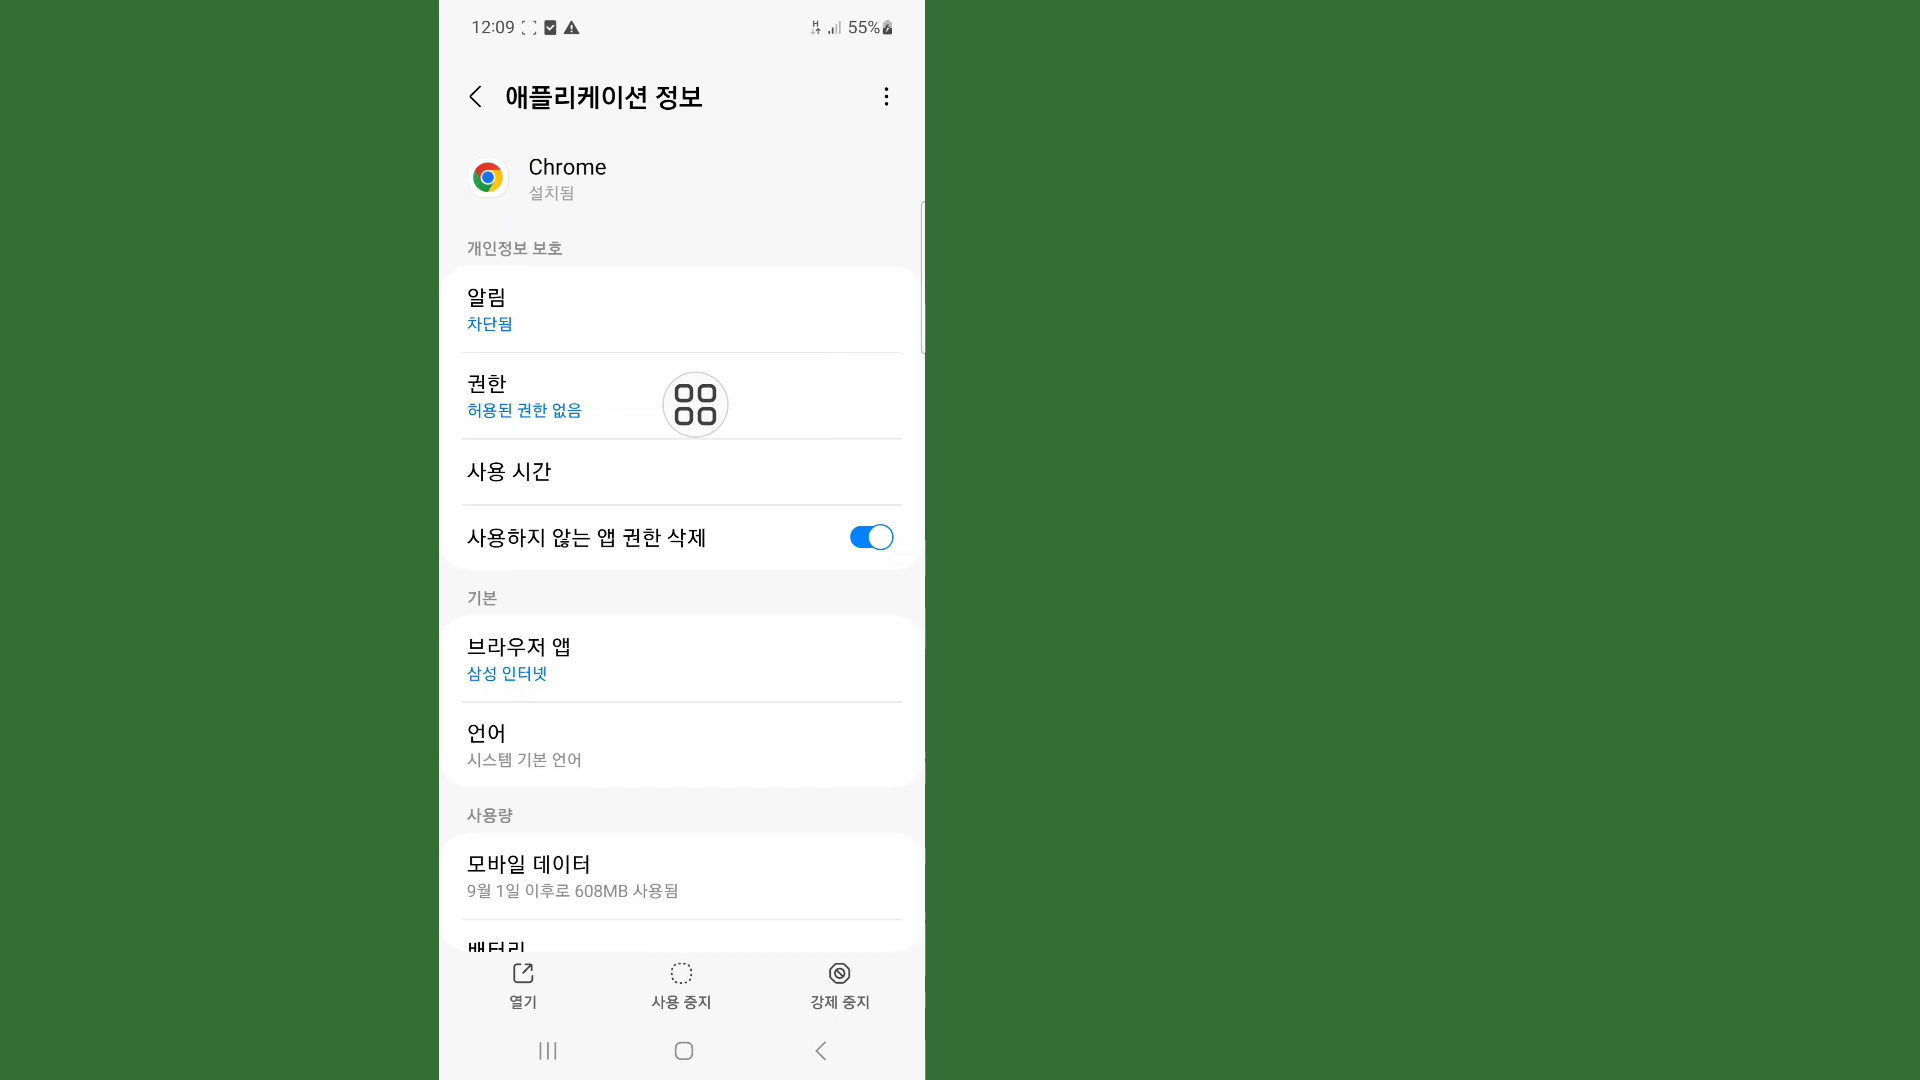 12:09
H 55%
애플리케이션 정보
Chrome
설치됨
개인정보 보호
알림
차단됨
권한
허용된 권한 없음
사용 시간
사용하지 않는 앱 권한 삭제
기본
브라우저 앱
삼성 인터넷
언어
시스템 기본 언어
사용량
모바일 데이터
9월 1일 이후로 608MB 사용됨
배터리
열기
사용 중지
강제 중지